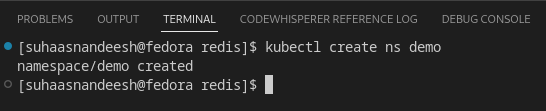 PROBLEMS OUTPUT TERMINAL CODEWHISPERER REFERENCE LOG DEBUG CONSOLE
[suhaasnandeesh@fedora redis]$ kubectl create ns demo
namespace/demo created
[suhaasnandeesh@fedora redis]$